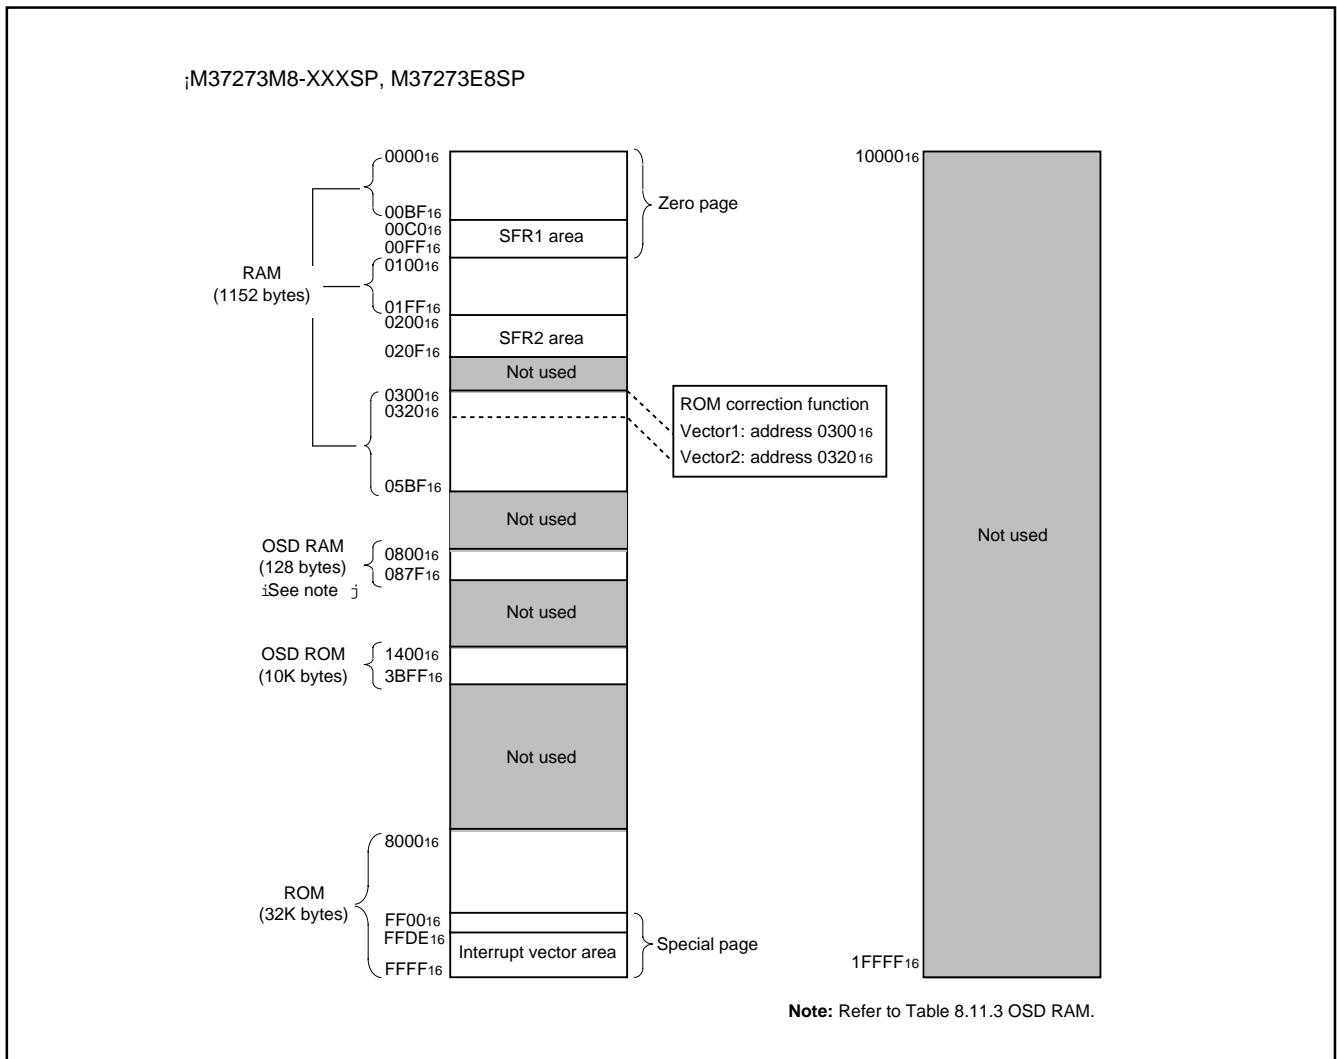 ¡M37273M8-XXXSP, M37273E8SP
000016
00BF16
00C016
00FF16
010016
01FF16
020016
020F16
030016
032016
05BF16
080016
087F16
140016
3BFF16
800016
FF0016
FFDE16
FFFF16
RAM
(1152 bytes)
OSD RAM
(128 bytes)
iSee note j
OSD ROM
(10K bytes)
ROM
(32K bytes)
SFR1 area
SFR2 area
Not used
Not used
Not used
Not used
Interrupt vector area
Zero page
ROM correction function
Vector1: address 030016
Vector2: address 032016
Special page
1000016
Not used
1FFFF16
Note: Refer to Table 8.11.3 OSD RAM.